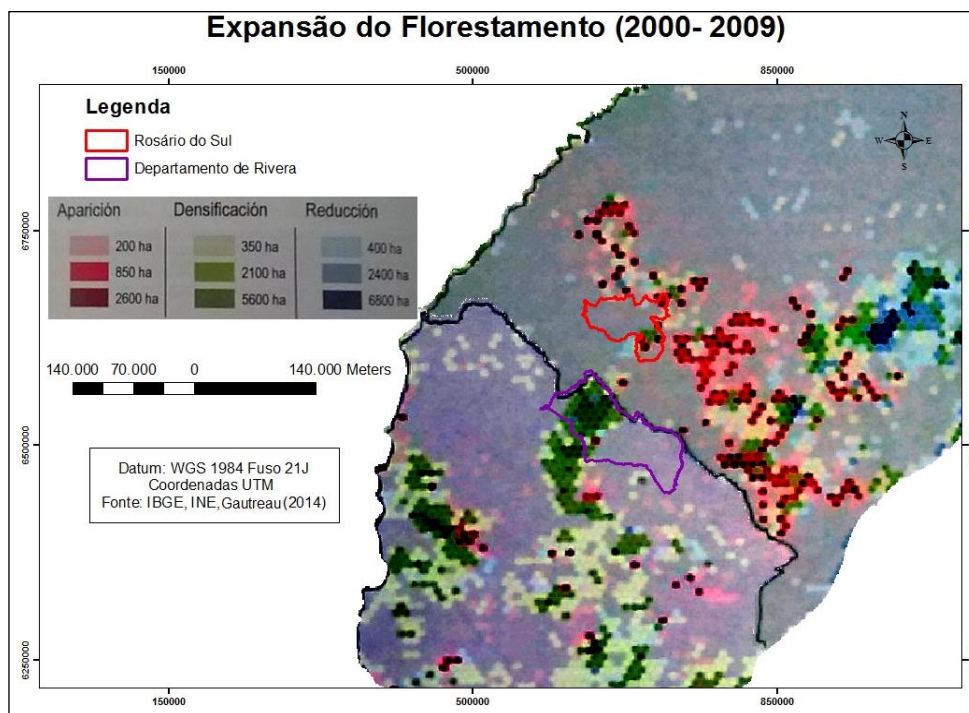 Expansão do Florestamento (2000- 2009)
150000 500000 850000
Legenda
Rosário do Sul
Departamento de Rivera
N
W E
S
Aparición Densificación Reducción
200 ha 350 ha 400 ha
850 ha 2100 ha 2400 ha
2600 ha 5600 ha 6800 ha
6750000
140.000 70.000 0 140.000 Meters
6500000
Datum: WGS 1984 Fuso 21J
Coordenadas UTM
Fonte: IBGE, INE, Gautreau (2014)
6250000
150000 500000 850000